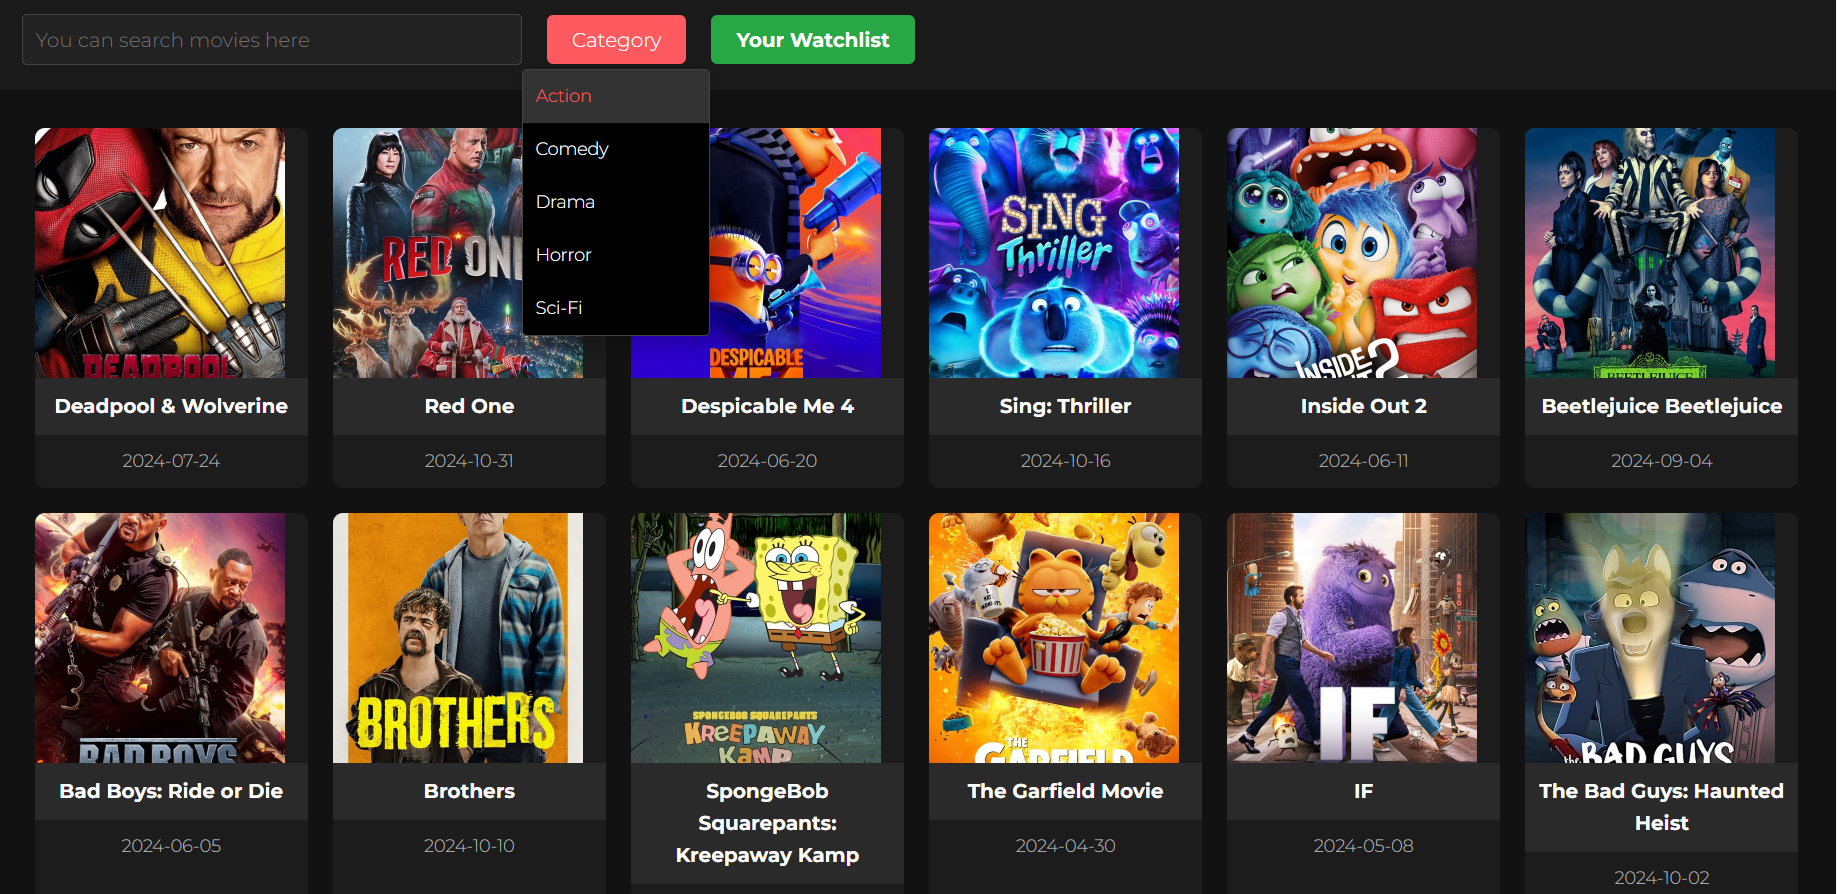 You can search movies here
Category
Your Watchlist
Action
Comedy
Drama
Horror
Sci-Fi
DEADPOOL
RED ONE
DESPICABLE
ME 4
SING
Thriller
INSIDE
OUT 2
BEETLEJUICE
Deadpool & Wolverine
Red One
Despicable Me 4
Sing: Thriller
Inside Out 2
Beetlejuice Beetlejuice
2024-07-24
2024-10-31
2024-06-20
2024-10-16
2024-06-11
2024-09-04
BAD BOYS
BROTHERS
SPONGEBOB SQUAREPANTS
KREEPAWAY
KAMP
THE
GARFIELD
IF
the BAD GUYS
Bad Boys: Ride or Die
Brothers
SpongeBob
Squarepants:
Kreepaway Kamp
The Garfield Movie
IF
The Bad Guys: Haunted
Heist
2024-06-05
2024-10-10
2024-04-30
2024-05-08
2024-10-02